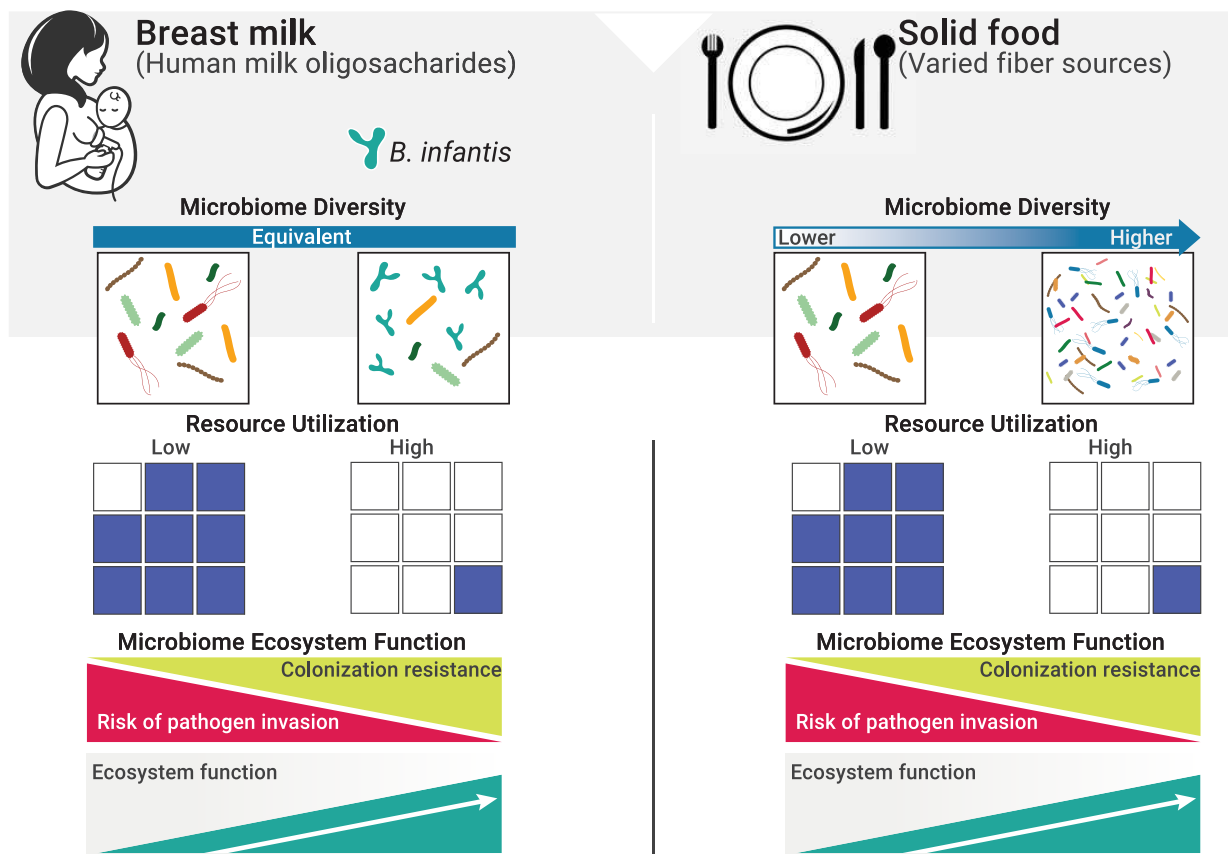 Breast milk
(Human milk oligosacharides)
B. infantis
Microbiome Diversity
Equivalent
Resource Utilization
Low
High
Microbiome Ecosystem Function
Colonization resistance
Risk of pathogen invasion
Ecosystem function
Solid food
(Varied fiber sources)
Microbiome Diversity
Lower
Higher
Resource Utilization
Low
High
Microbiome Ecosystem Function
Colonization resistance
Risk of pathogen invasion
Ecosystem function